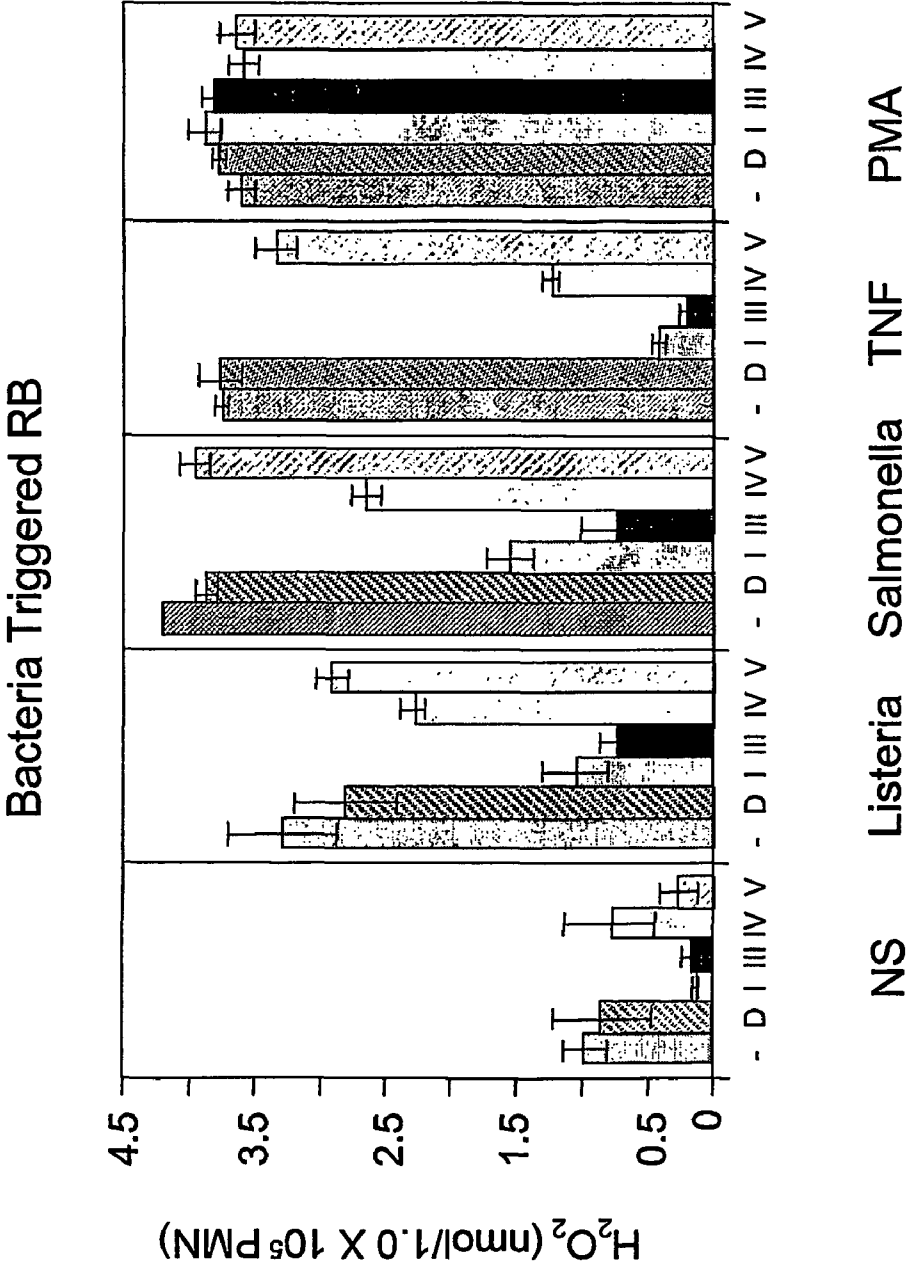 Bacteria Triggered RB
H₂O₂ (nmol/1.0 X 10⁵ PMN)
4.5
3.5
2.5
1.5
0.5
0
- D I III IV V
- D I III IV V
- D I III IV V
- D I III IV V
- D I III IV V
NS Listeria Salmonella TNF PMA